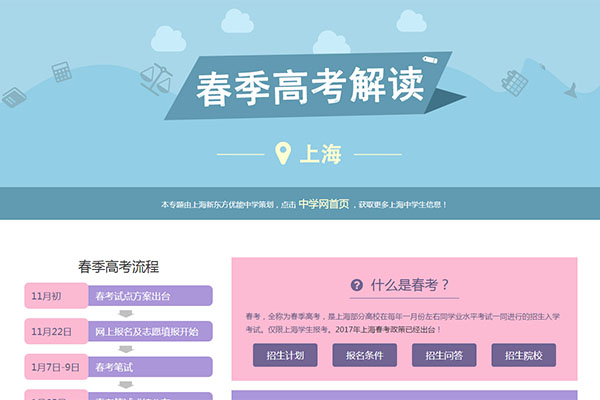 春季高考解读
上海
本专题由上海新东方优能中学策划，点击 中学网首页 ，获取更多上海中学生信息！
春季高考流程
11月初 春考试点方案出台
11月22日 网上报名及志愿填报开始
1月7日-9日 春考笔试
什么是春考？
春考，全称为春季高考，是上海部分高校在每年一月份左右同学业水平考试一同进行的招生入学
考试。仅限上海学生报考。2017年上海春考政策已经出台！
招生计划 报名条件 招生问答 招生院校